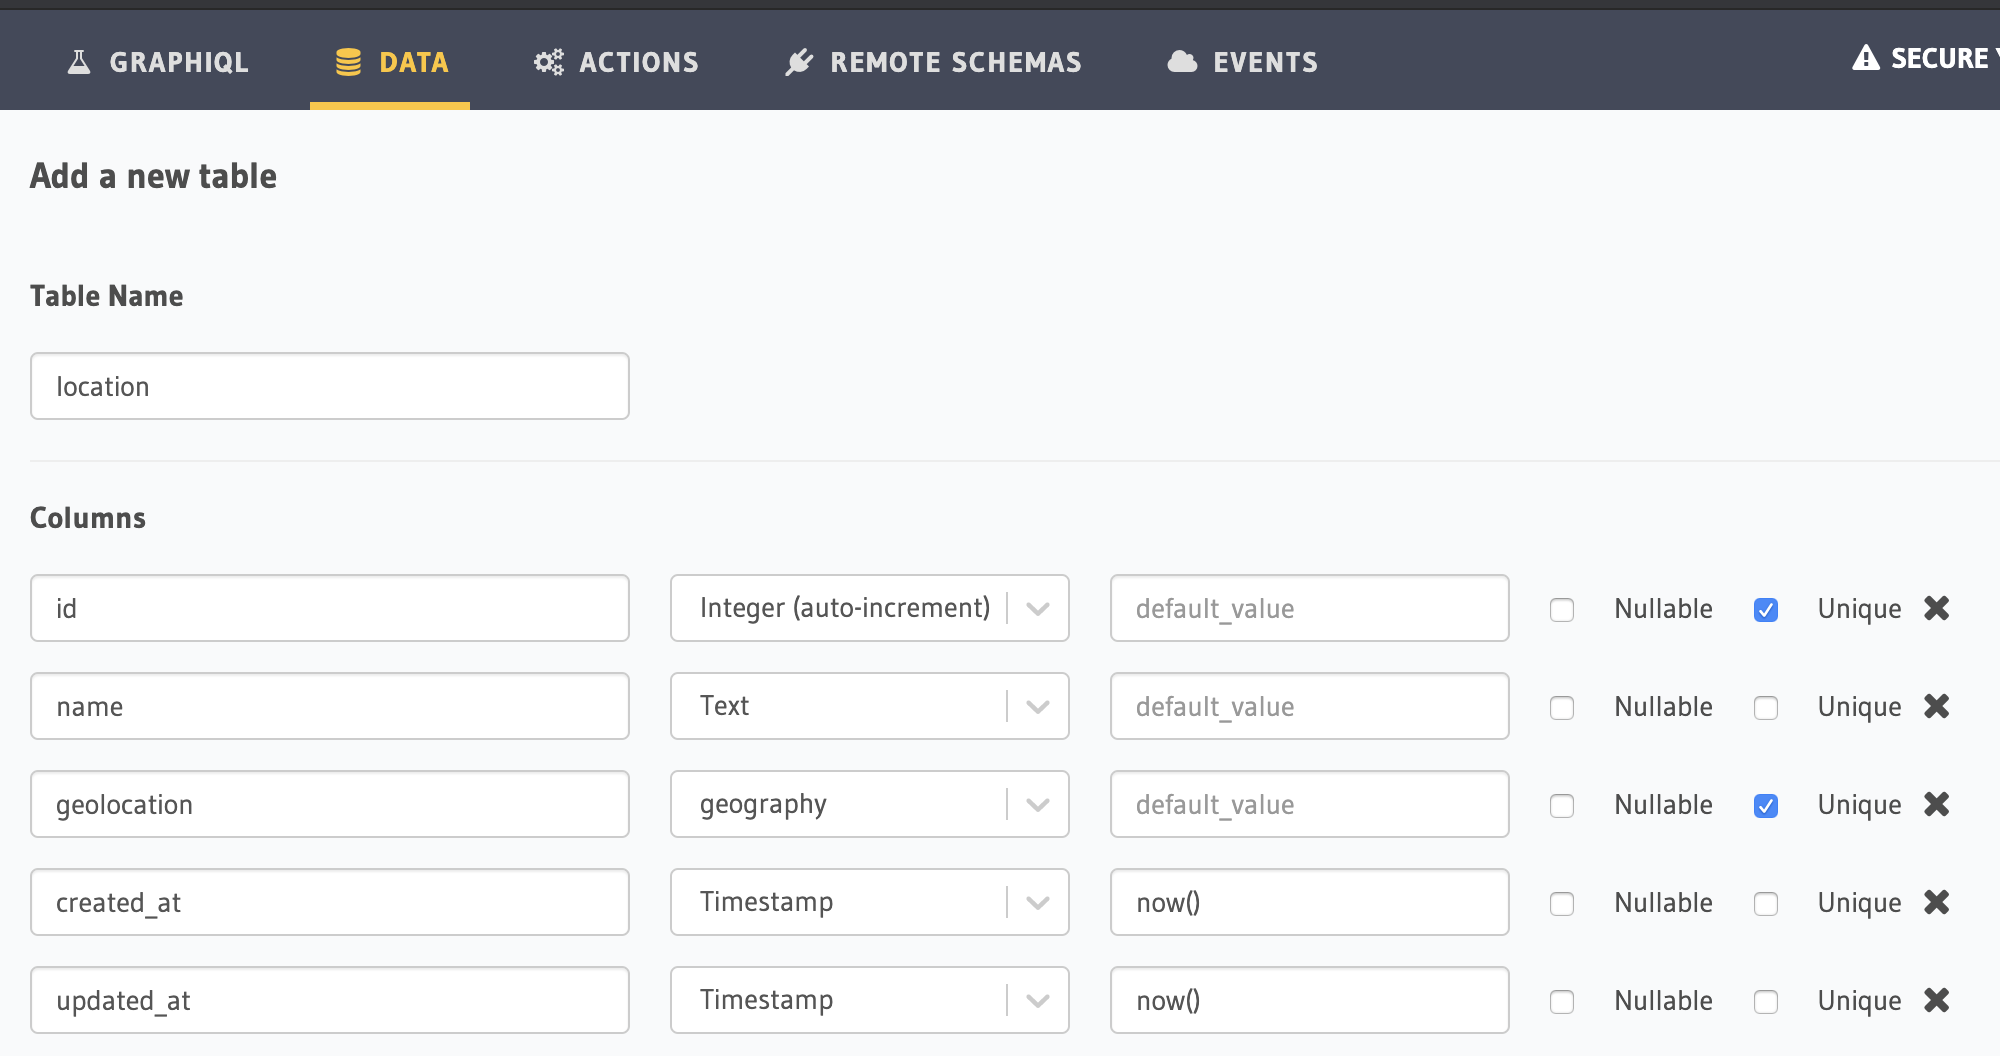 GRAPHIQL DATA ACTIONS REMOTE SCHEMAS EVENTS SECURE
Add a new table
Table Name
location
Columns
id Integer (auto-increment) default_value Nullable Unique
name Text default_value Nullable Unique
geolocation geography default_value Nullable Unique
created_at Timestamp now() Nullable Unique
updated_at Timestamp now() Nullable Unique